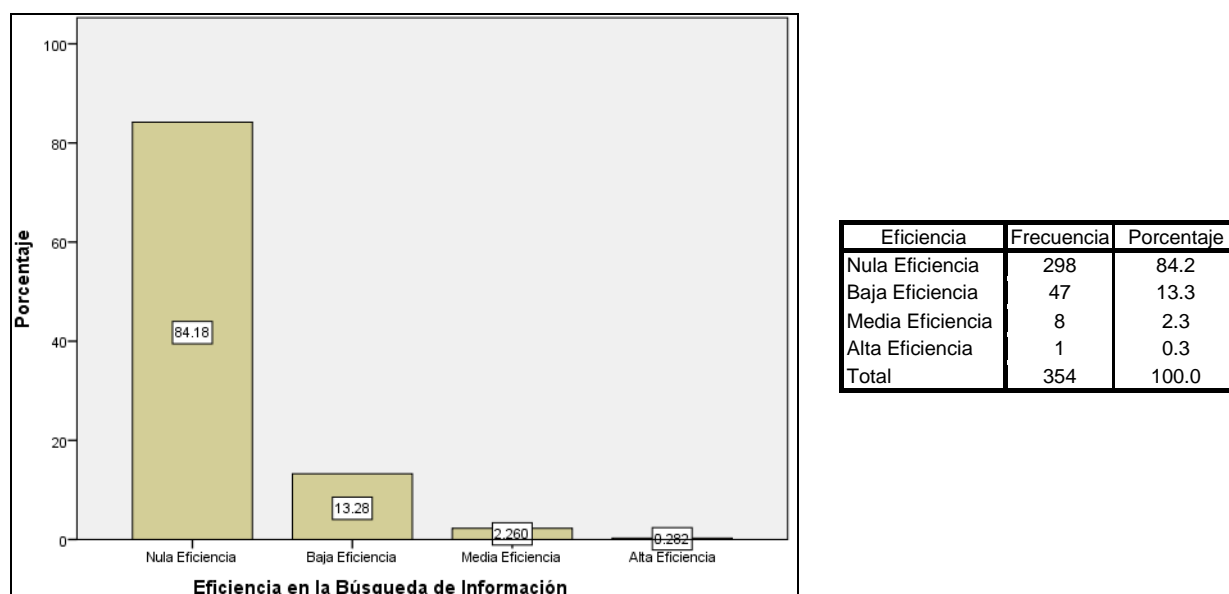 100
80
60
40
20
0
Porcentaje
84.18
13.28
2.260
0.282
Nula Eficiencia Baja Eficiencia Media Eficiencia Alta Eficiencia
Eficiencia en la Búsqueda de Información
Eficiencia Frecuencia Porcentaje
Nula Eficiencia 298 84.2
Baja Eficiencia 47 13.3
Media Eficiencia 8 2.3
Alta Eficiencia 1 0.3
Total 354 100.0